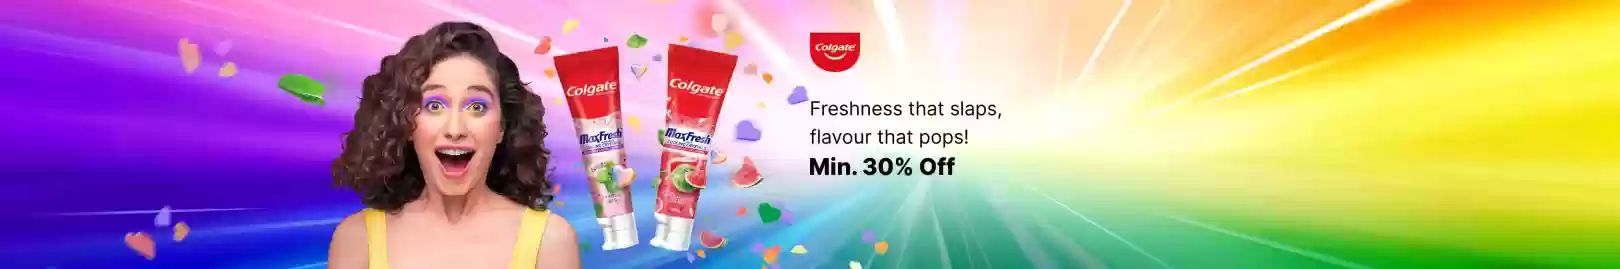 Colgate
MaxFresh
Colgate
MaxFresh
Colgate
Freshness that slaps,
flavour that pops!
Min. 30% Off